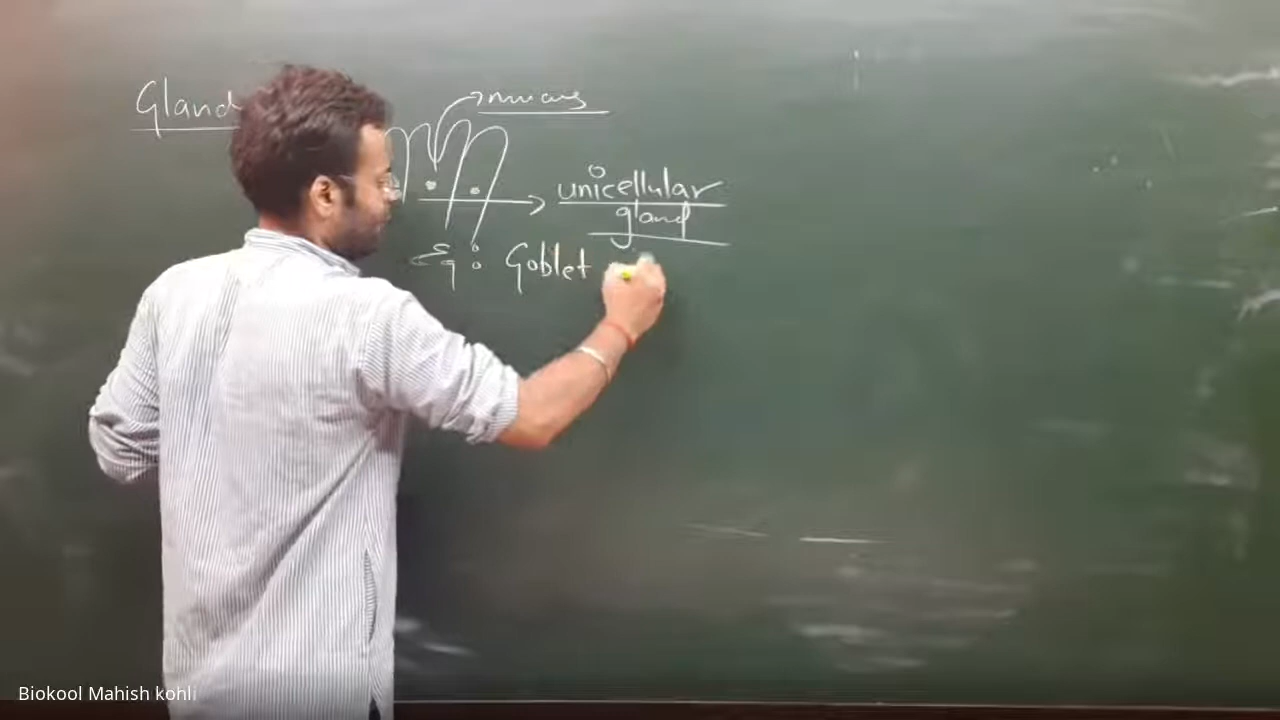 Gland
mucus
unicellular
gland
Eg: Goblet
Biokool Mahish kohli